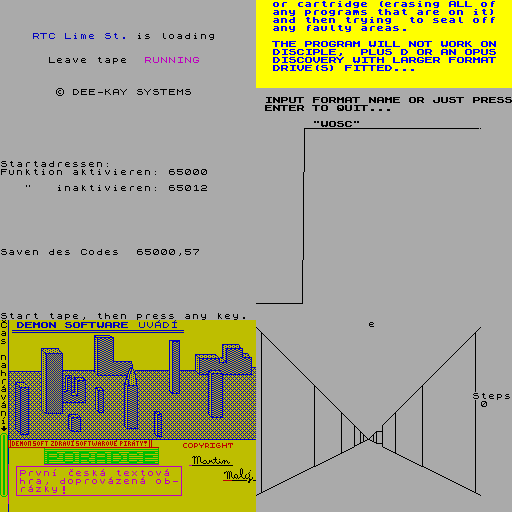 RTC Lime St. is loading
Leave tape RUNNING
© DEE-KAY SYSTEMS
or cartridge (erasing ALL of
any programs that are on it)
and then trying to seal off
any faulty areas.
THE PROGRAM WILL NOT WORK ON
DISCIPLE, PLUS D OR AN OPUS
DISCOVERY WITH LARGER FORMAT
DRIVE(S) FITTED...
INPUT FORMAT NAME OR JUST PRESS
ENTER TO QUIT...
"WOSC"
Startadressen:
Funktion aktivieren: 65000
" inaktivieren: 65012
Saven des Codes 65000,57
Start tape, then press any key.
Čas nahrávání
DEMON SOFTWARE UVÁDÍ
DEMONSOFT ZDRAVÍ SOFTWAROVÉ PIRÁTY!
COPYRIGHT
PORADCE
Martin
Malý
První česká textová
hra, doprovázená ob-
rázky!
e
Steps
0